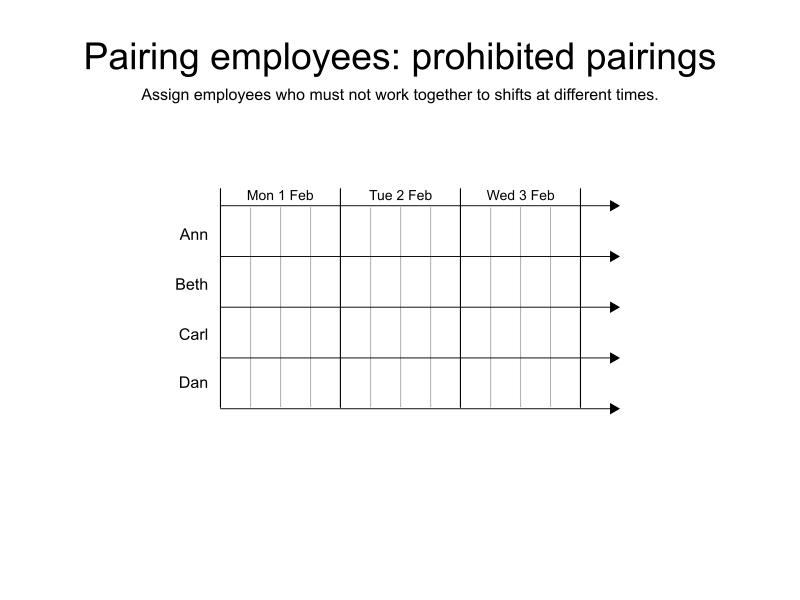 Pairing employees: prohibited pairings
Assign employees who must not work together to shifts at different times.
Mon 1 Feb Tue 2 Feb Wed 3 Feb
Ann
Beth
Carl
Dan